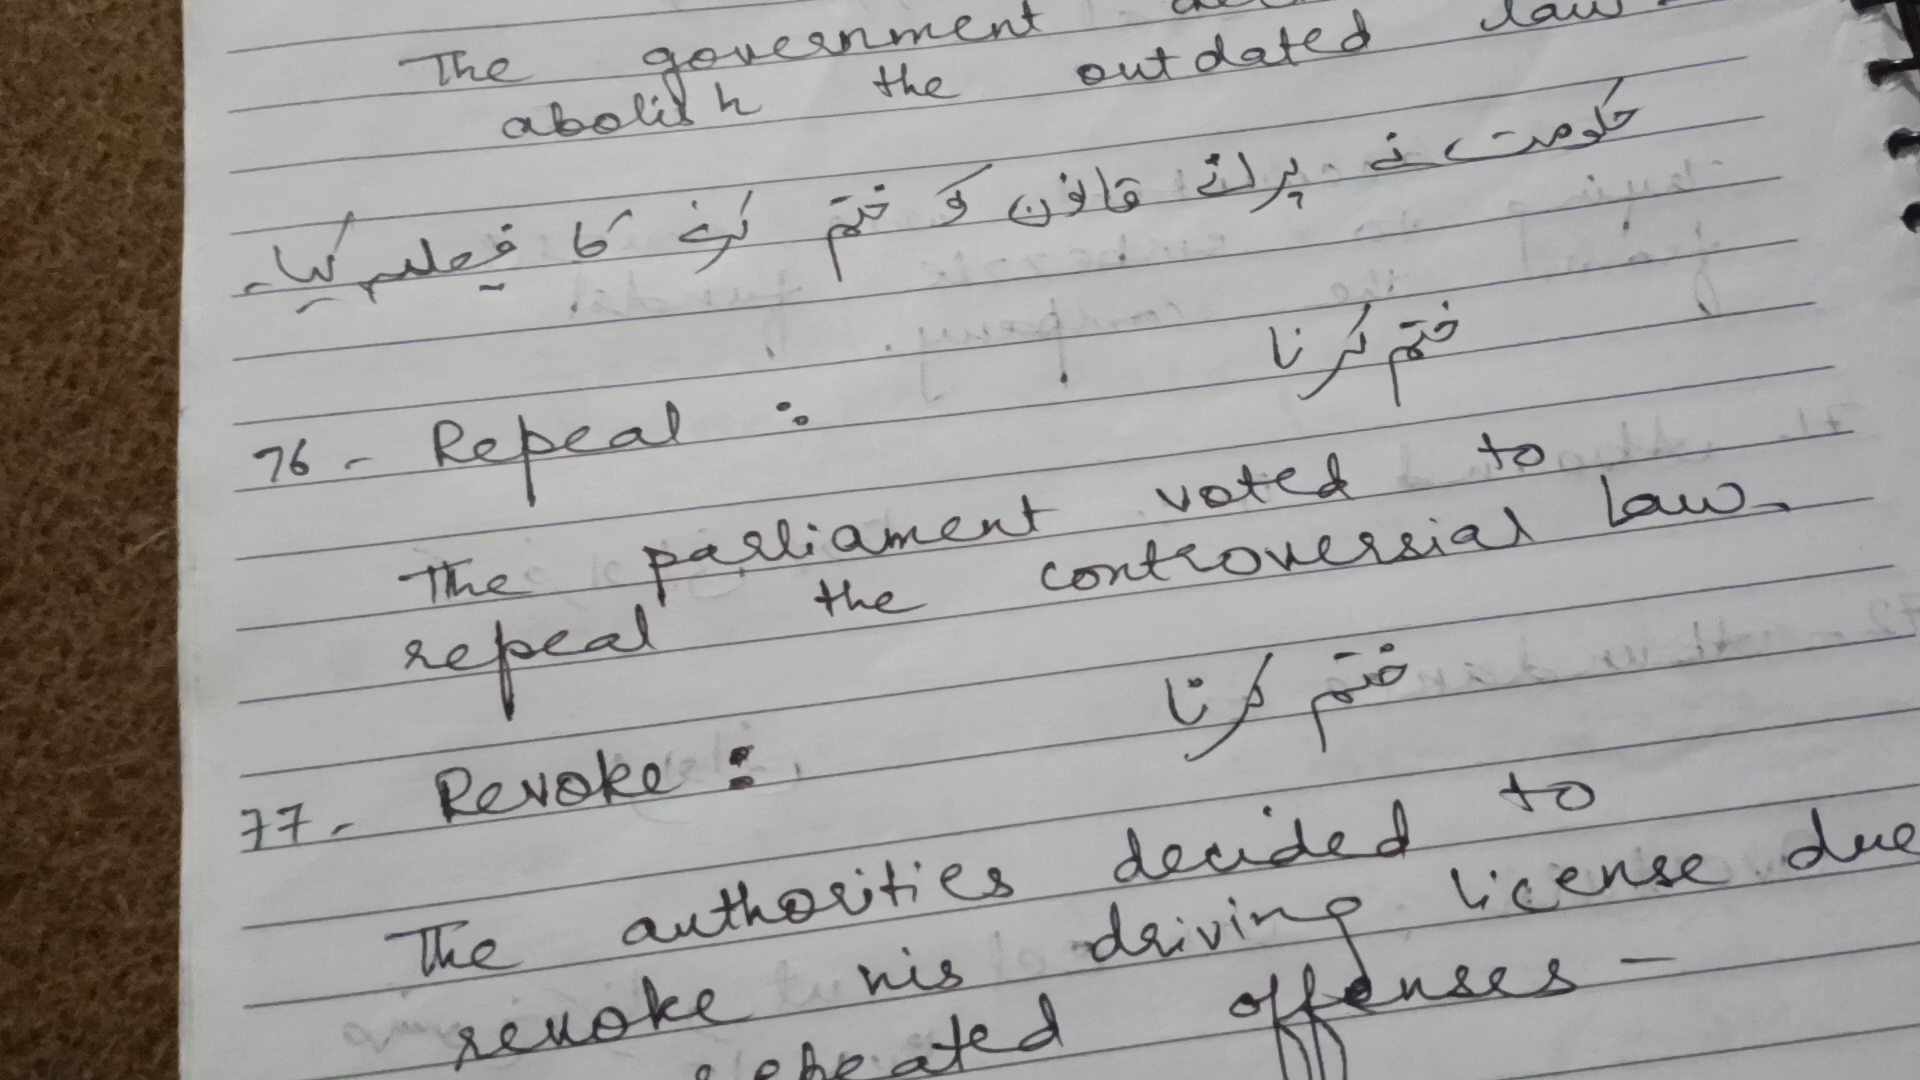 The government
abolish the outdated law
حکومت نے پرانے قانون کو ختم کرنے کا فیصلہ کیا۔
76 - Repeal : ختم کرنا
The parliament voted to
repeal the controversial law.
77 - Revoke : ختم کرنا
The authorities decided to
revoke his driving license due
repeated offenses -